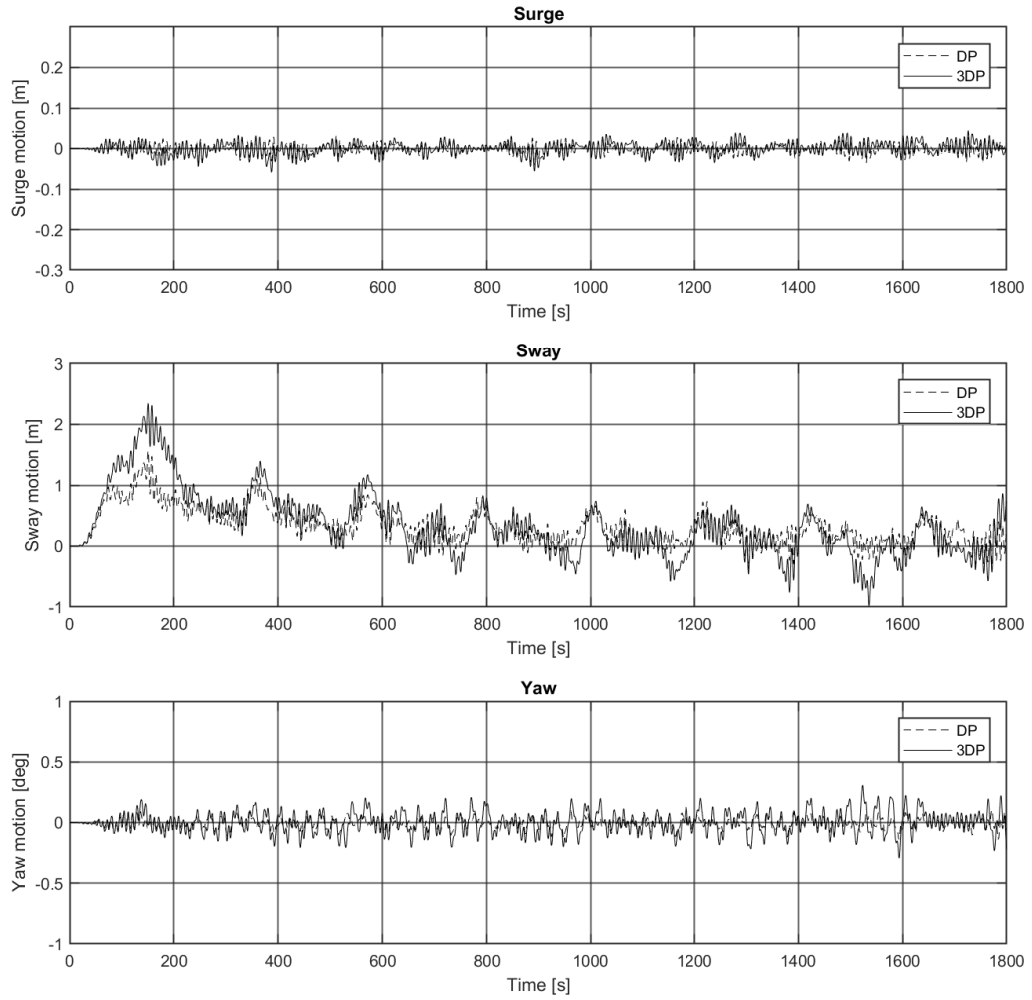 Surge
DP
3DP
0.2
0.1
0
-0.1
-0.2
-0.3
Surge motion [m]
0 200 400 600 800 1000 1200 1400 1600 1800
Time [s]
Sway
DP
3DP
3
2
1
0
-1
Sway motion [m]
0 200 400 600 800 1000 1200 1400 1600 1800
Time [s]
Yaw
DP
3DP
1
0.5
0
-0.5
-1
Yaw motion [deg]
0 200 400 600 800 1000 1200 1400 1600 1800
Time [s]